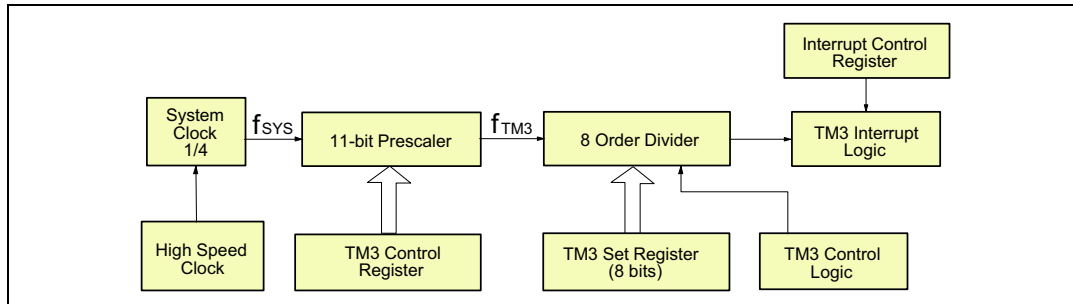 Interrupt Control
Register
System
Clock
1/4
fSYS
11-bit Prescaler
fTM3
8 Order Divider
TM3 Interrupt
Logic
High Speed
Clock
TM3 Control
Register
TM3 Set Register
(8 bits)
TM3 Control
Logic